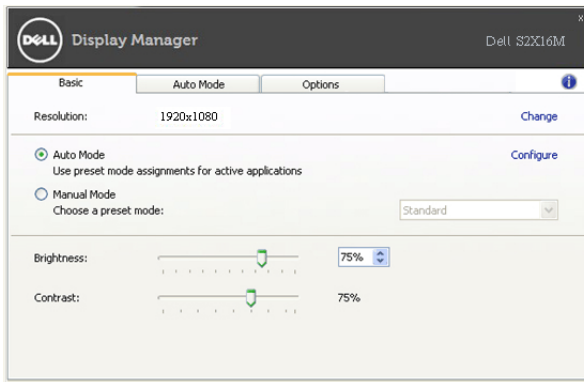 x
DELL Display Manager Dell S2X16M
Basic Auto Mode Options i
Resolution: 1920x1080 Change
Auto Mode Configure
Use preset mode assignments for active applications
Manual Mode
Choose a preset mode: Standard
Brightness: 75%
Contrast: 75%